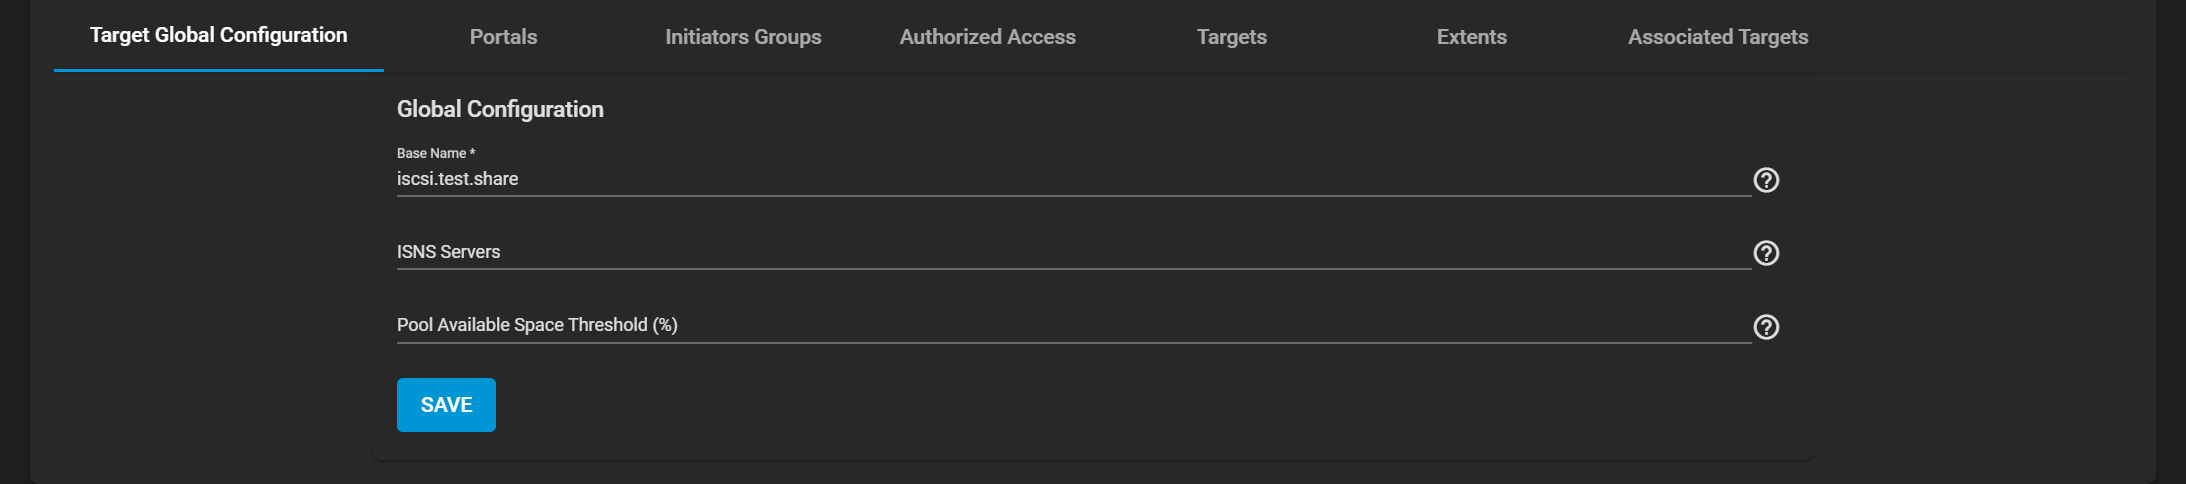 Target Global Configuration Portals Initiators Groups Authorized Access Targets Extents Associated Targets
Global Configuration
Base Name *
iscsi.test.share
ISNS Servers
Pool Available Space Threshold (%)
SAVE